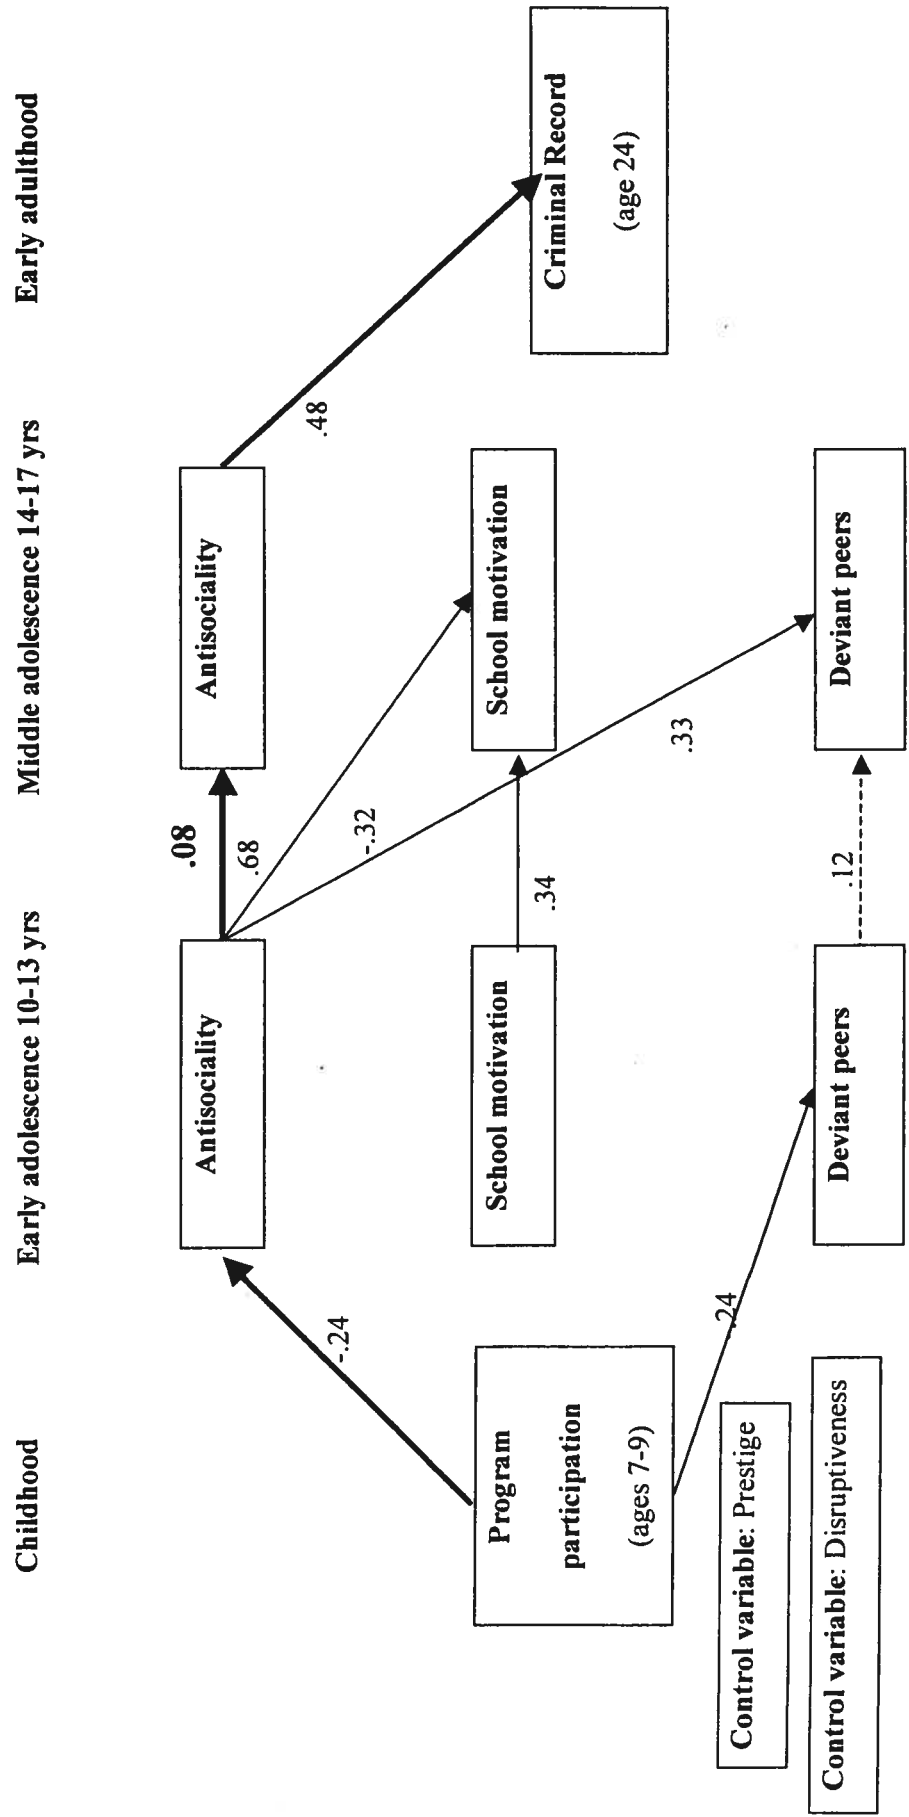 Childhood
Early adolescence 10-13 yrs
Middle adolescence 14-17 yrs
Early adulthood
.08
Antisociality
.68
Antisociality
-.24
-.32
.48
Program
participation
(ages 7-9)
School motivation
.34
School motivation
Criminal Record
(age 24)
.33
.24
Control variable: Prestige
Control variable: Disruptiveness
Deviant peers
.12
Deviant peers